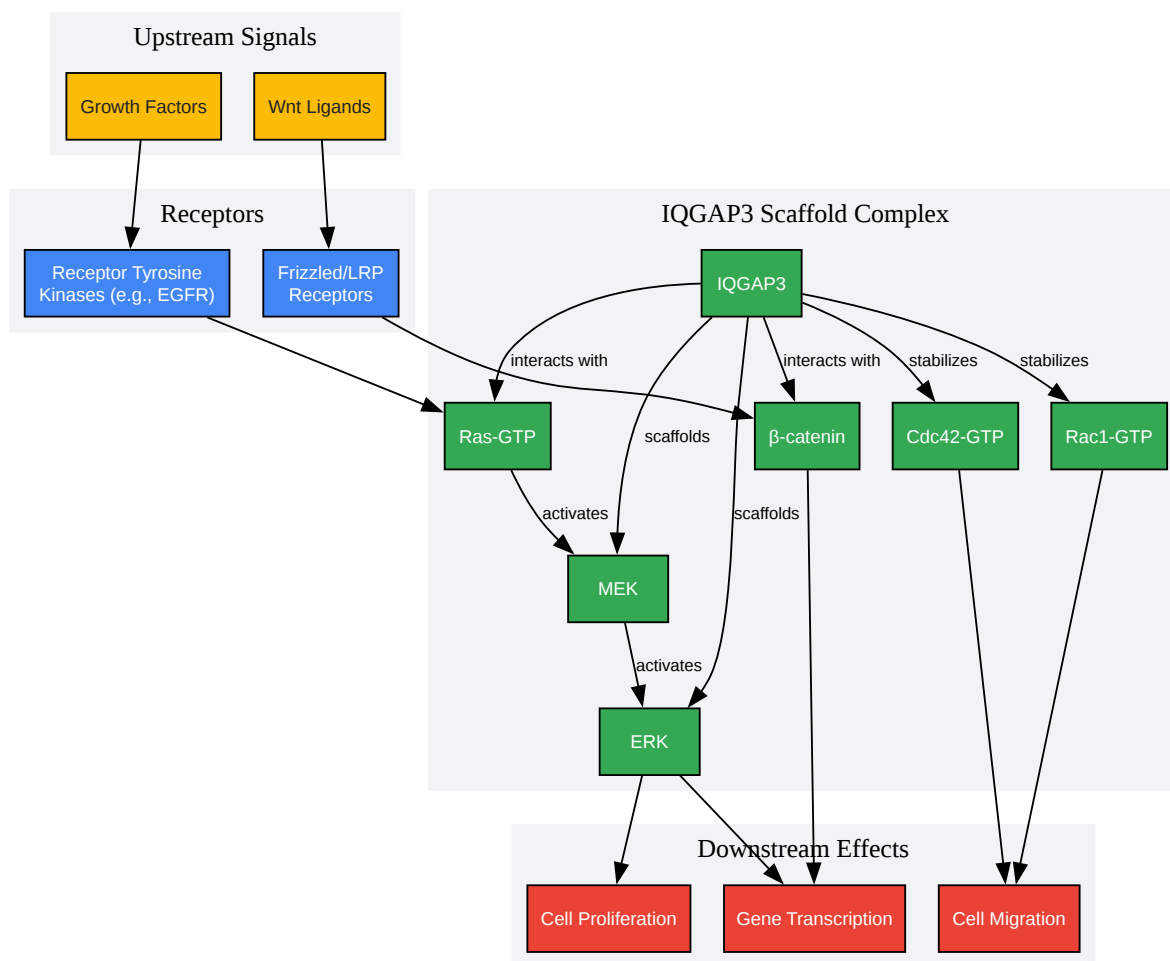 Upstream Signals
Growth Factors
Wnt Ligands
Receptors
IQGAP3 Scaffold Complex
Receptor Tyrosine
Kinases (e.g., EGFR)
Frizzled/LRP
Receptors
IQGAP3
interacts with
interacts with
stabilizes
stabilizes
Ras-GTP
scaffolds
β-catenin
Cdc42-GTP
Rac1-GTP
activates
scaffolds
MEK
activates
ERK
Downstream Effects
Cell Proliferation
Gene Transcription
Cell Migration